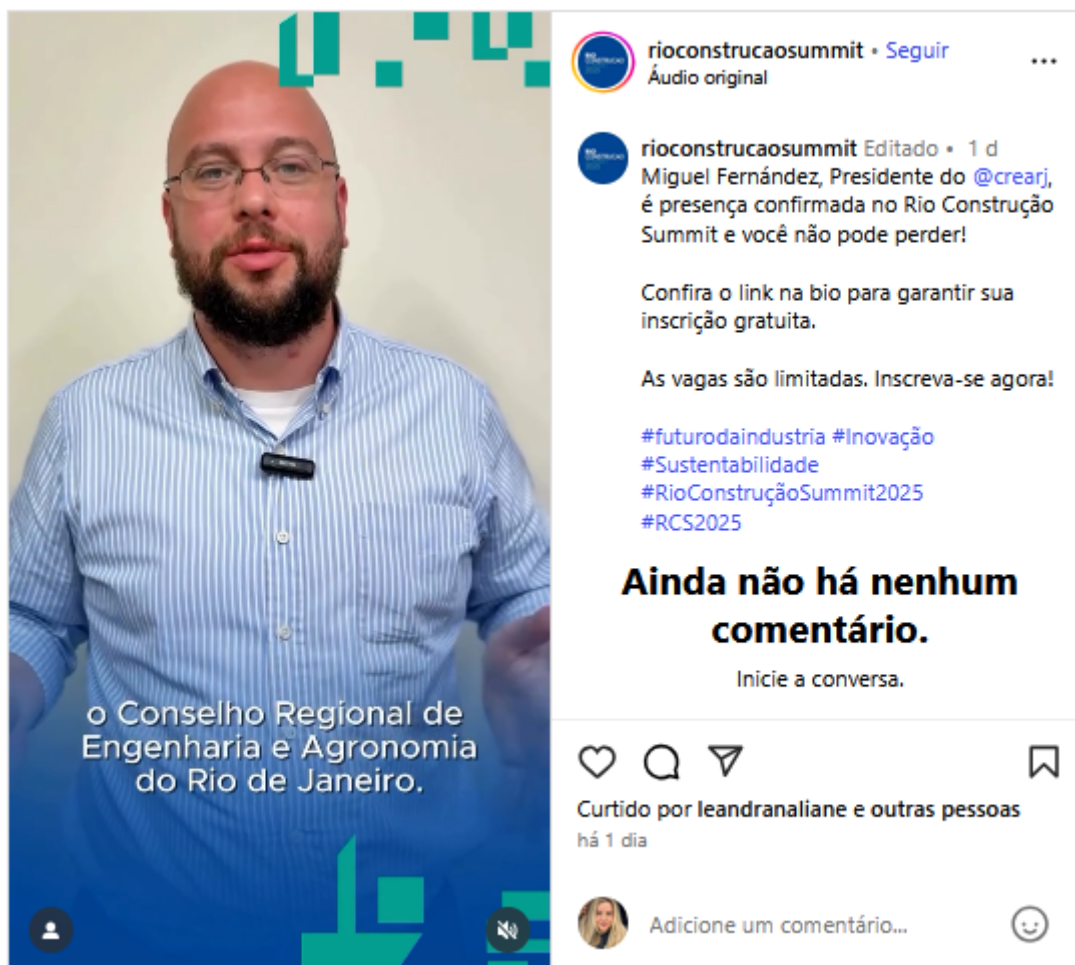 rioconstrucaosummit • Seguir
Áudio original
rioconstrucaosummit Editado • 1 d
Miguel Fernández, Presidente do @crearj,
é presença confirmada no Rio Construção
Summit e você não pode perder!
Confira o link na bio para garantir sua
inscrição gratuita.
As vagas são limitadas. Inscreva-se agora!
#futurodaindustria #Inovação
#Sustentabilidade
#RioConstruçãoSummit2025
#RCS2025
Ainda não há nenhum
comentário.
Inicie a conversa.
o Conselho Regional de
Engenharia e Agronomia
do Rio de Janeiro.
Curtido por leandranaliane e outras pessoas
há 1 dia
Adicione um comentário...